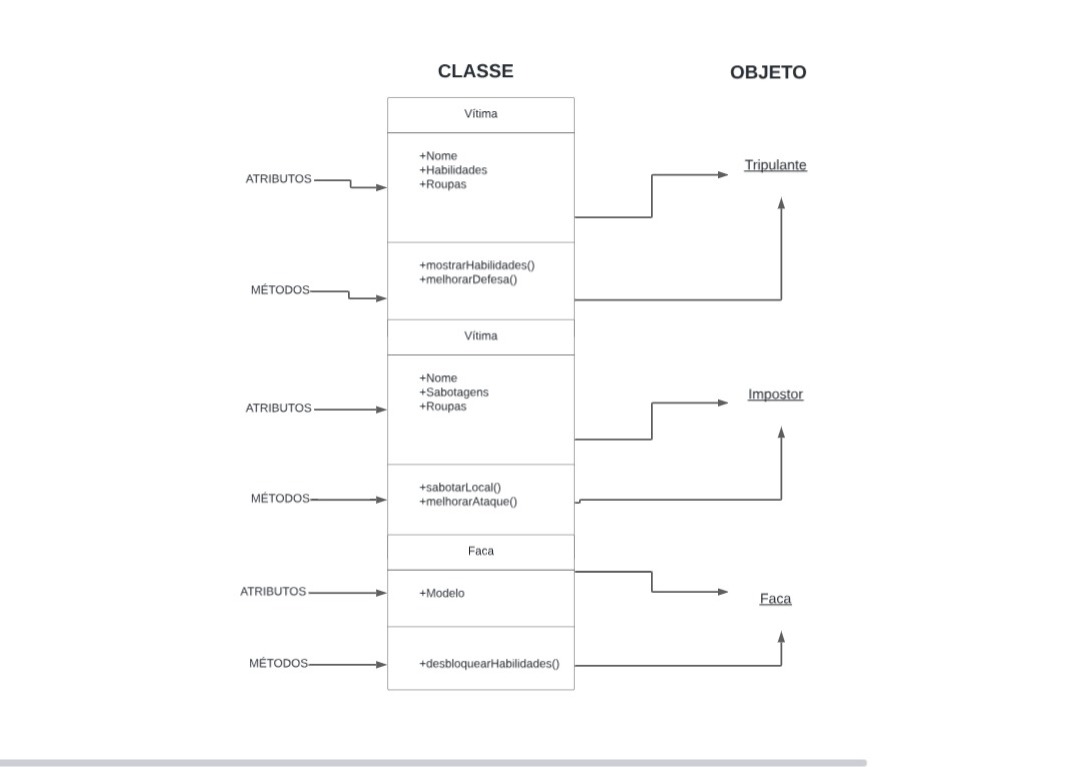 CLASSE
OBJETO
Vítima
+Nome
+Habilidades
+Roupas
ATRIBUTOS
Tripulante
+mostrarHabilidades()
+melhorarDefesa()
MÉTODOS
Vítima
+Nome
+Sabotagens
+Roupas
ATRIBUTOS
Impostor
+sabotarLocal()
+melhorarAtaque()
MÉTODOS
Faca
ATRIBUTOS
+Modelo
Faca
MÉTODOS
+desbloquearHabilidades()